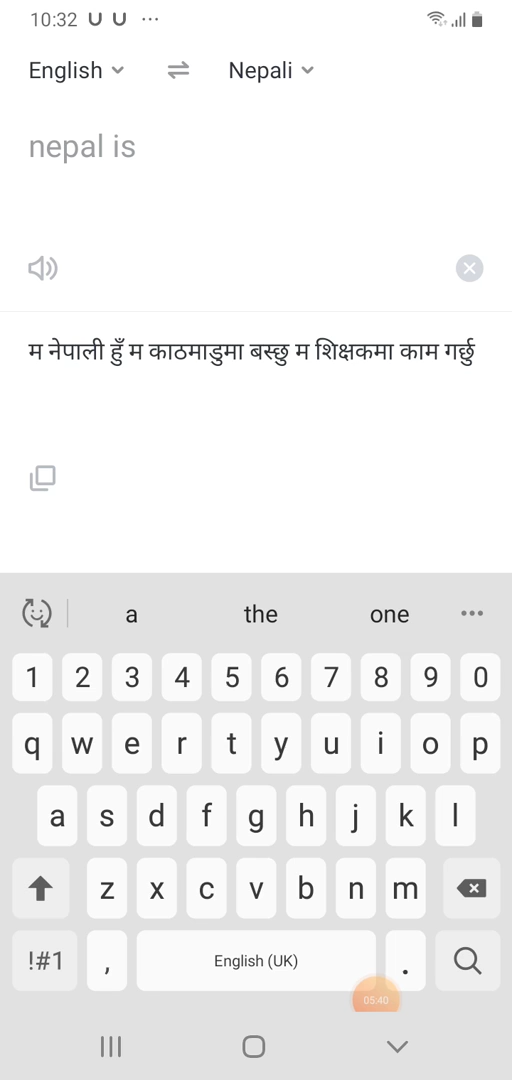 10:32
English
Nepali
nepal is
म नेपाली हुँ म काठमाडुमा बस्छु म शिक्षकमा काम गर्छु
a the one
1 2 3 4 5 6 7 8 9 0
q w e r t y u i o p
a s d f g h j k l
z x c v b n m
!#1 , English (UK) .
05:40